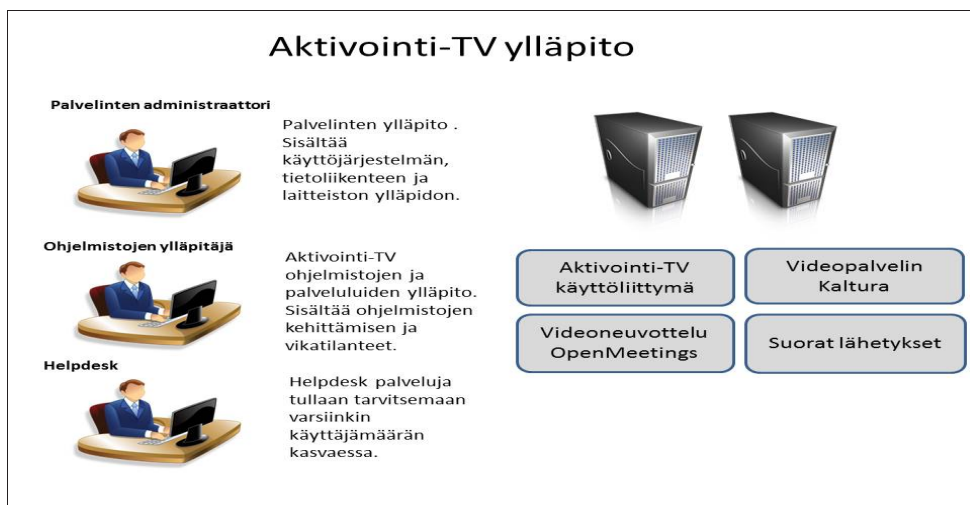 Aktivointi-TV ylläpito
Palvelinten administraattori
Palvelinten ylläpito .
Sisältää
käyttöjärjestelmän,
tietoliikenteen ja
laitteiston ylläpidon.
Ohjelmistojen ylläpitäjä
Aktivointi-TV
ohjelmistojen ja
palveluluiden ylläpito.
Sisältää ohjelmistojen
kehittämisen ja
vikatilanteet.
Helpdesk
Helpdesk palveluja
tullaan tarvitsemaan
varsiinkin
käyttäjämäärän
kasvaessa.
Aktivointi-TV
käyttöliittymä
Videopalvelin
Kaltura
Videoneuvottelu
OpenMeetings
Suorat lähetykset